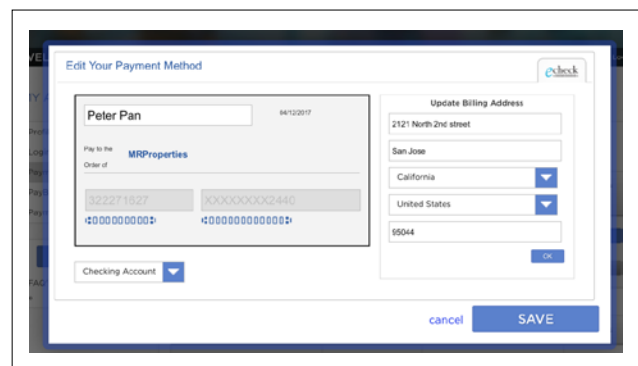 Edit Your Payment Method
echeck
Peter Pan
04/12/2017
Pay to the
Order of
MRProperties
322271627
XXXXXXXX2440
Checking Account
Update Billing Address
2121 North 2nd street
San Jose
California
United States
95044
OK
cancel
SAVE